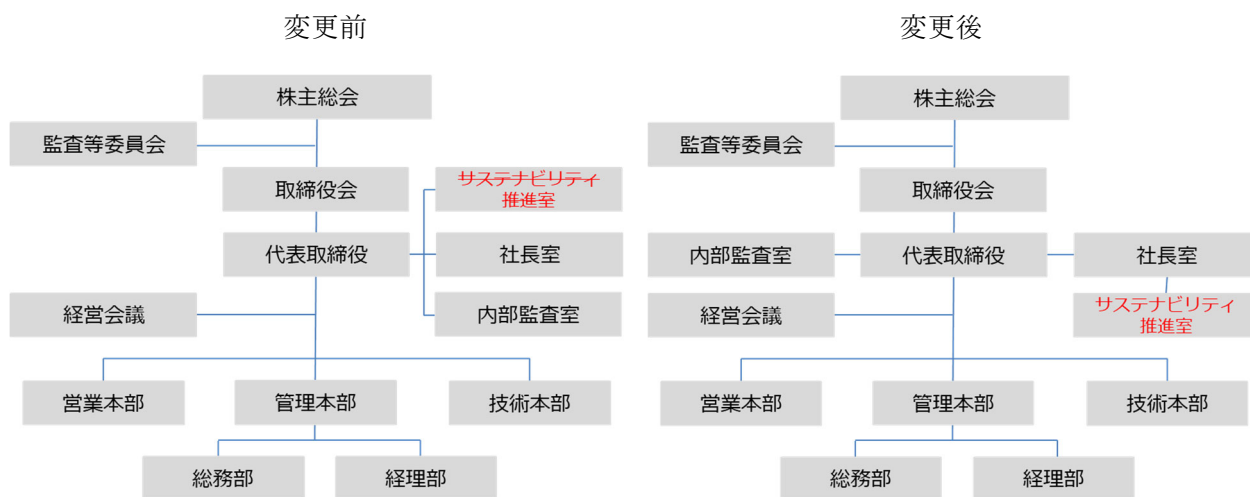 変更前
株主総会
監査等委員会
取締役会
サステナビリティ
推進室
代表取締役
社長室
経営会議
内部監査室
営業本部
管理本部
技術本部
総務部
経理部
変更後
株主総会
監査等委員会
取締役会
内部監査室
代表取締役
社長室
経営会議
サステナビリティ
推進室
営業本部
管理本部
技術本部
総務部
経理部